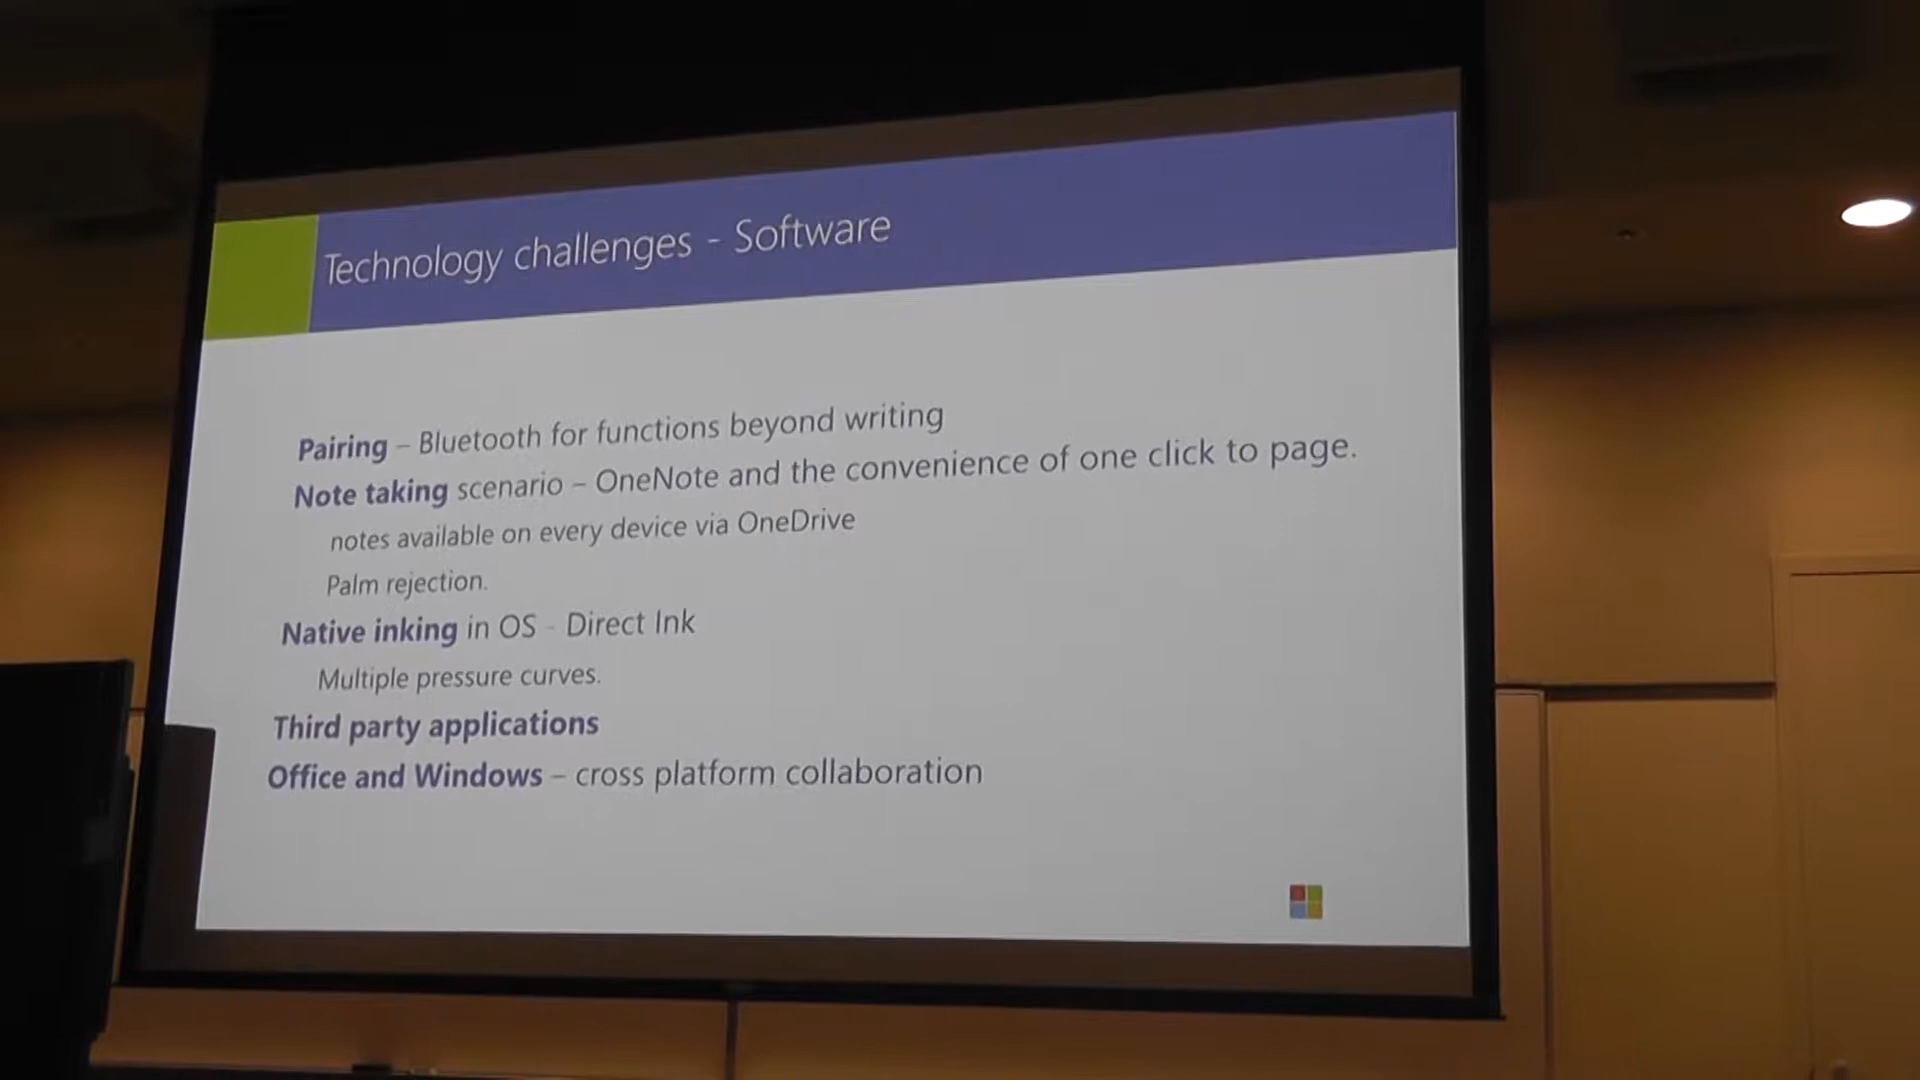 Technology challenges - Software
Pairing – Bluetooth for functions beyond writing
Note taking scenario – OneNote and the convenience of one click to page.
notes available on every device via OneDrive
Palm rejection.
Native inking in OS - Direct Ink
Multiple pressure curves.
Third party applications
Office and Windows – cross platform collaboration